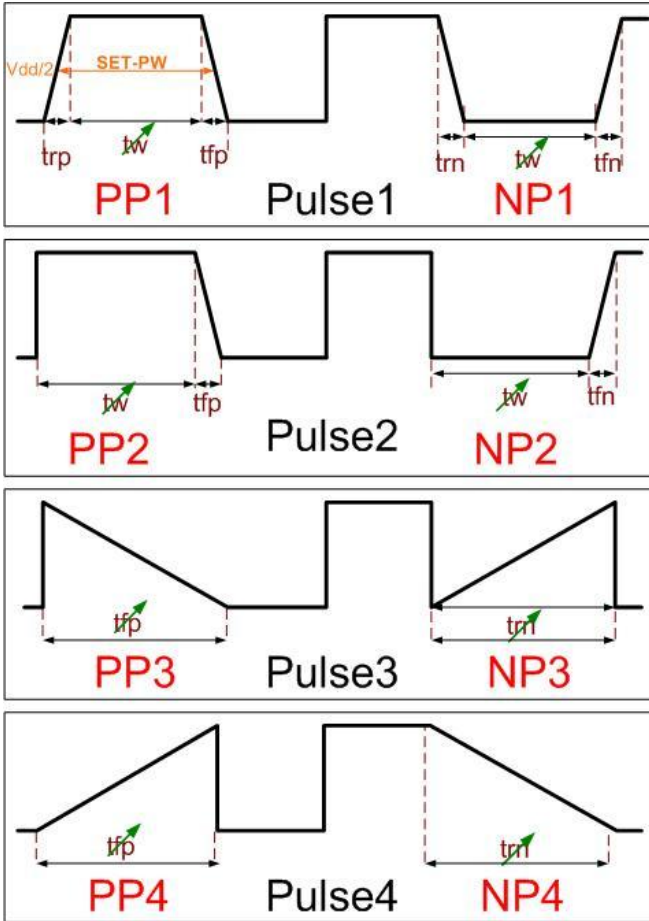 Vdd/2 SET-PW
trp tw tfp trn tw tfn
PP1 Pulse1 NP1
tw tfp tw tfn
PP2 Pulse2 NP2
tfp trn
PP3 Pulse3 NP3
tfp trn
PP4 Pulse4 NP4